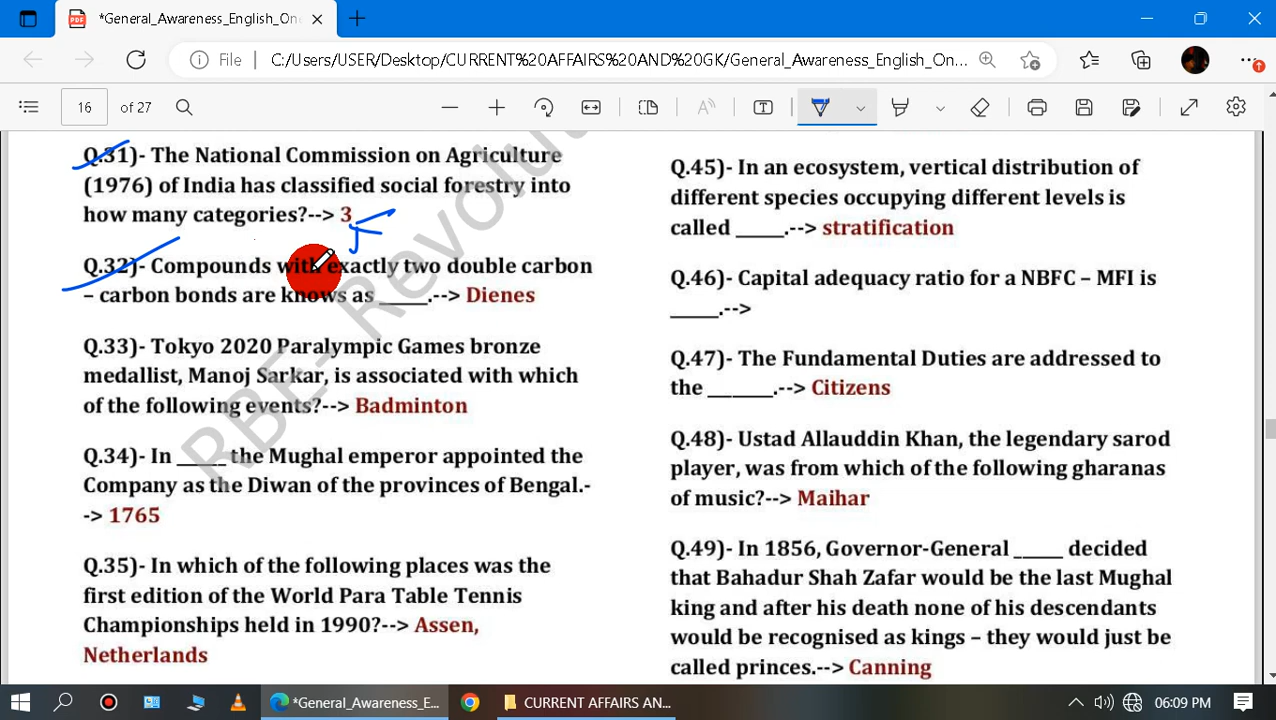 *General_Awareness_English_On
File
C:/Users/USER/Desktop/CURRENT%20AFFAIRS%20AND%20GK/General_Awareness_English_On...
16
of 27
Q.31)- The National Commission on Agriculture
(1976) of India has classified social forestry into
how many categories?--> 3
Q.32)- Compounds with exactly two double carbon
– carbon bonds are knows as _____.--> Dienes
Q.33)- Tokyo 2020 Paralympic Games bronze
medallist, Manoj Sarkar, is associated with which
of the following events?--> Badminton
Q.34)- In _____ the Mughal emperor appointed the
Company as the Diwan of the provinces of Bengal.-
-> 1765
Q.35)- In which of the following places was the
first edition of the World Para Table Tennis
Championships held in 1990?--> Assen,
Netherlands
Q.45)- In an ecosystem, vertical distribution of
different species occupying different levels is
called _____.--> stratification
Q.46)- Capital adequacy ratio for a NBFC – MFI is
_____.-->
Q.47)- The Fundamental Duties are addressed to
the _______.--> Citizens
Q.48)- Ustad Allauddin Khan, the legendary sarod
player, was from which of the following gharanas
of music?--> Maihar
Q.49)- In 1856, Governor-General _____ decided
that Bahadur Shah Zafar would be the last Mughal
king and after his death none of his descendants
would be recognised as kings – they would just be
called princes.--> Canning
RBE- Revolut
*General_Awareness_E...
CURRENT AFFAIRS AN...
06:09 PM